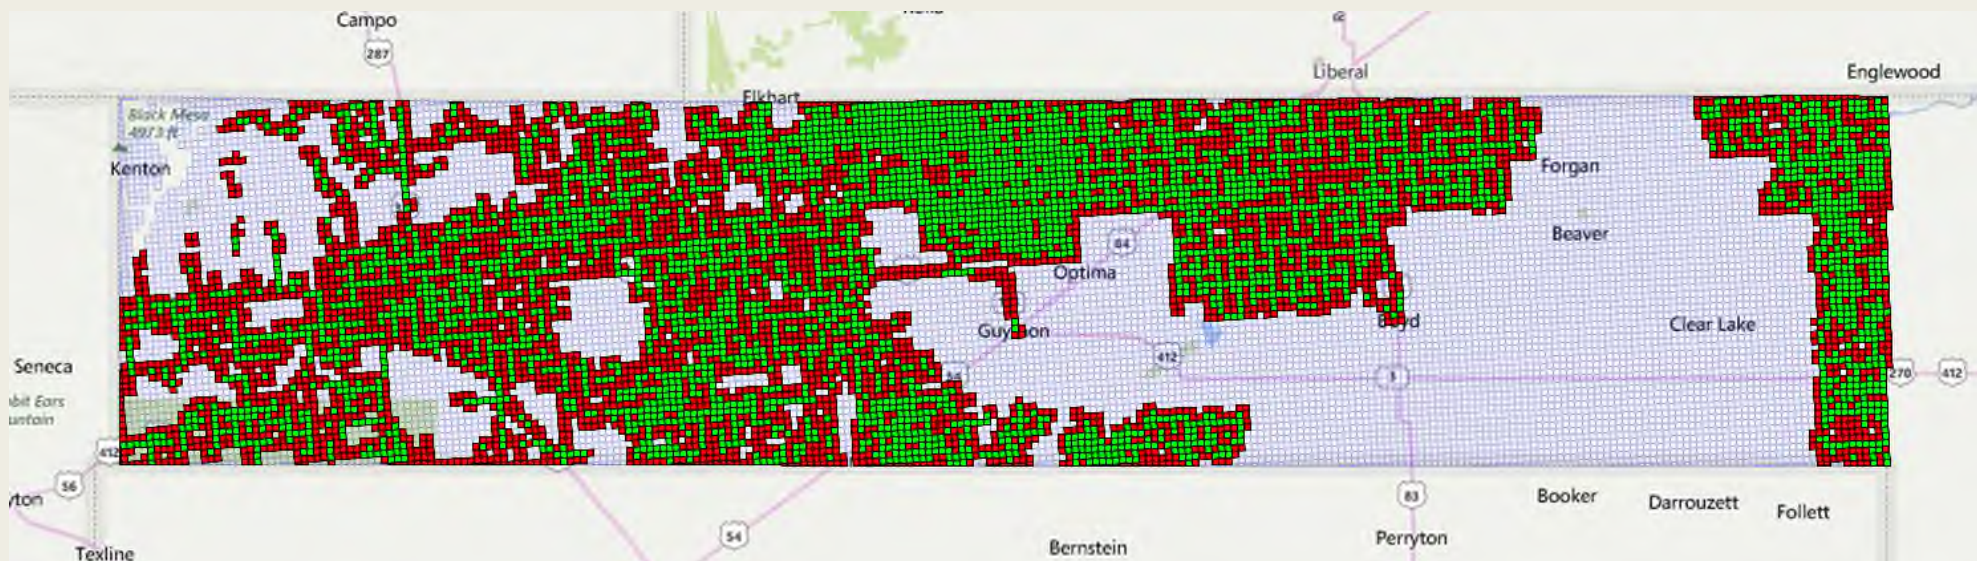 Campo
287
Liberal
Englewood
Elkhart
Black Mesa
4973 ft
Kenton
Forgan
Beaver
64
Optima
Boyd
Clear Lake
Seneca
412
3
270
412
412
56
83
Booker
Darrouzett
Follett
54
Bernstein
Perryton
Texline